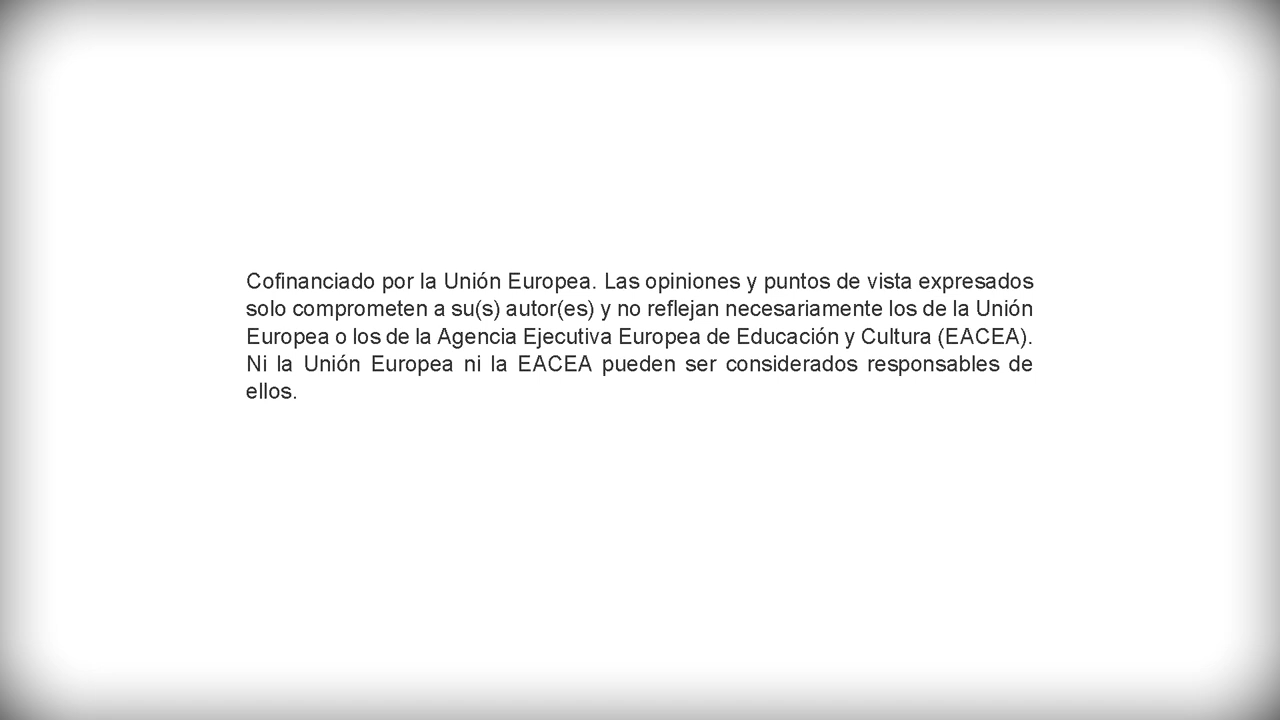 Cofinanciado por la Unión Europea. Las opiniones y puntos de vista expresados
solo comprometen a su(s) autor(es) y no reflejan necesariamente los de la Unión
Europea o los de la Agencia Ejecutiva Europea de Educación y Cultura (EACEA).
Ni la Unión Europea ni la EACEA pueden ser considerados responsables de
ellos.